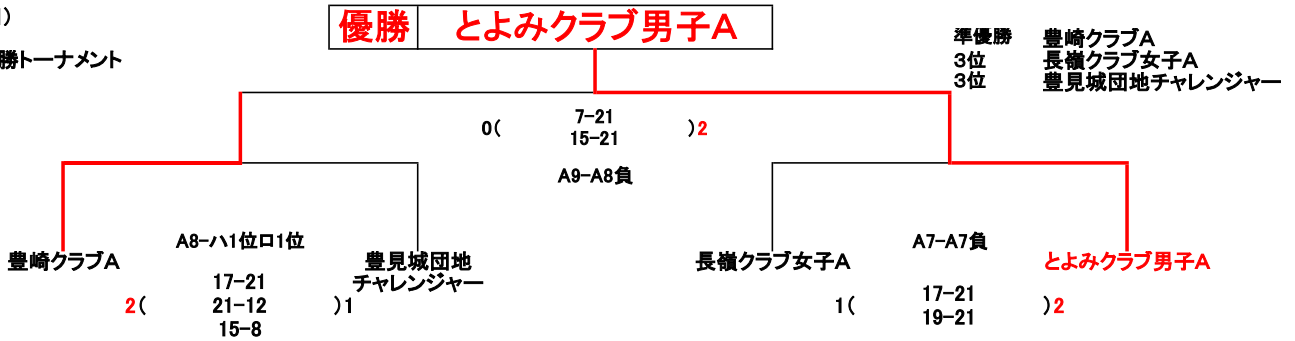 優勝 とよみクラブ男子A
準優勝 豊崎クラブA
3位 長嶺クラブ女子A
3位 豊見城団地チャレンジャー
勝トーナメント
0( 7-21 )2
15-21
A9-A8負
A8-ハ1位ロ1位
豊崎クラブA
豊見城団地
チャレンジャー
17-21
2( 21-12 )1
15-8
A7-A7負
長嶺クラブ女子A
とよみクラブ男子A
1( 17-21 )2
19-21